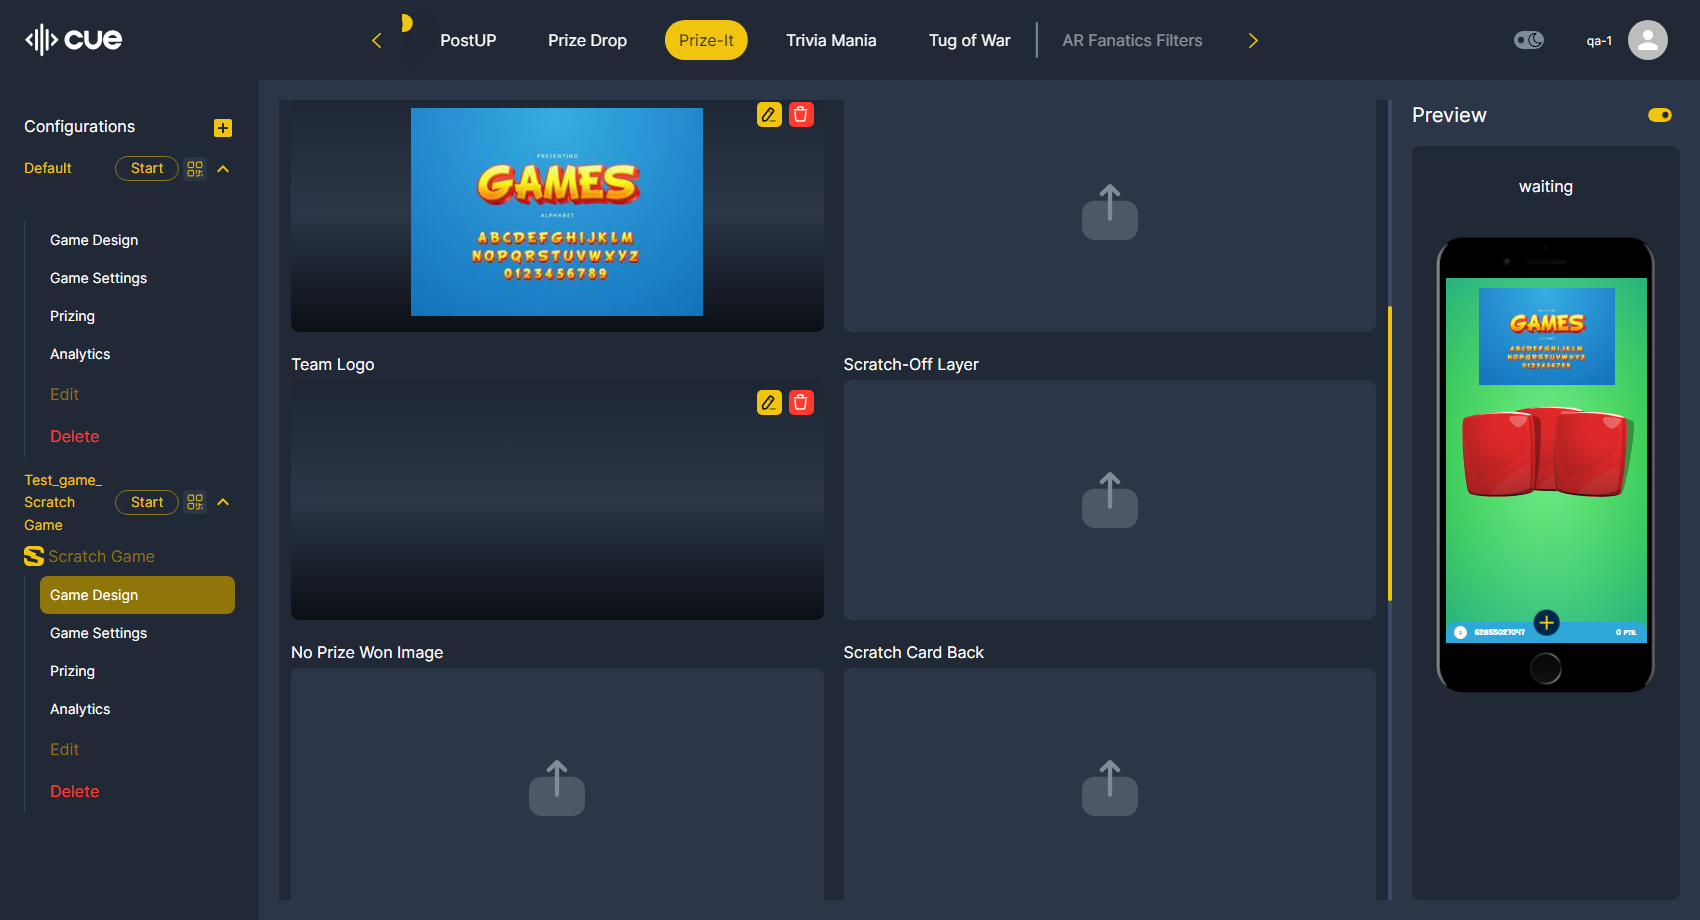 cue
PostUP
Prize Drop
Prize-It
Trivia Mania
Tug of War
AR Fanatics Filters
qa-1
Configurations
Default
Start
Game Design
Game Settings
Prizing
Analytics
Edit
Delete
Test_game_
Scratch
Game
Start
Scratch Game
Game Design
Game Settings
Prizing
Analytics
Edit
Delete
PRESENTING
GAMES
ALPHABET
ABCDEFGHIJKLM
NOPQRSTUVWXYZ
0123456789
Team Logo
Scratch-Off Layer
No Prize Won Image
Scratch Card Back
Preview
waiting
GAMES
ABCDEFGHIJKLM
NOPQRSTUVWXYZ
0123456789
62855027047
0 PTS.